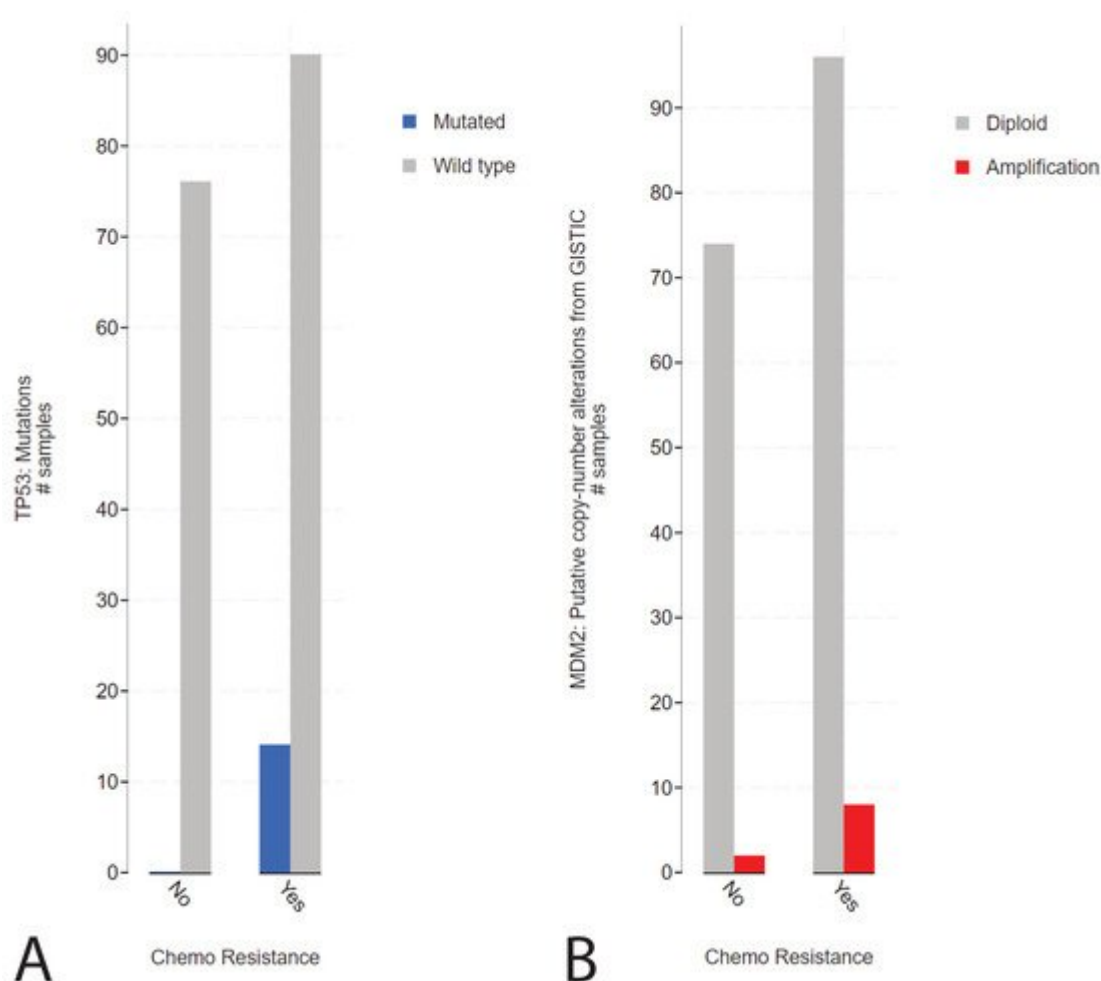 TP53: Mutations
# samples
90
80
70
60
50
40
30
20
10
0
No
Yes
Chemo Resistance
Mutated
Wild type
A
MDM2: Putative copy-number alterations from GISTIC
# samples
90
80
70
60
50
40
30
20
10
0
No
Yes
Chemo Resistance
Diploid
Amplification
B